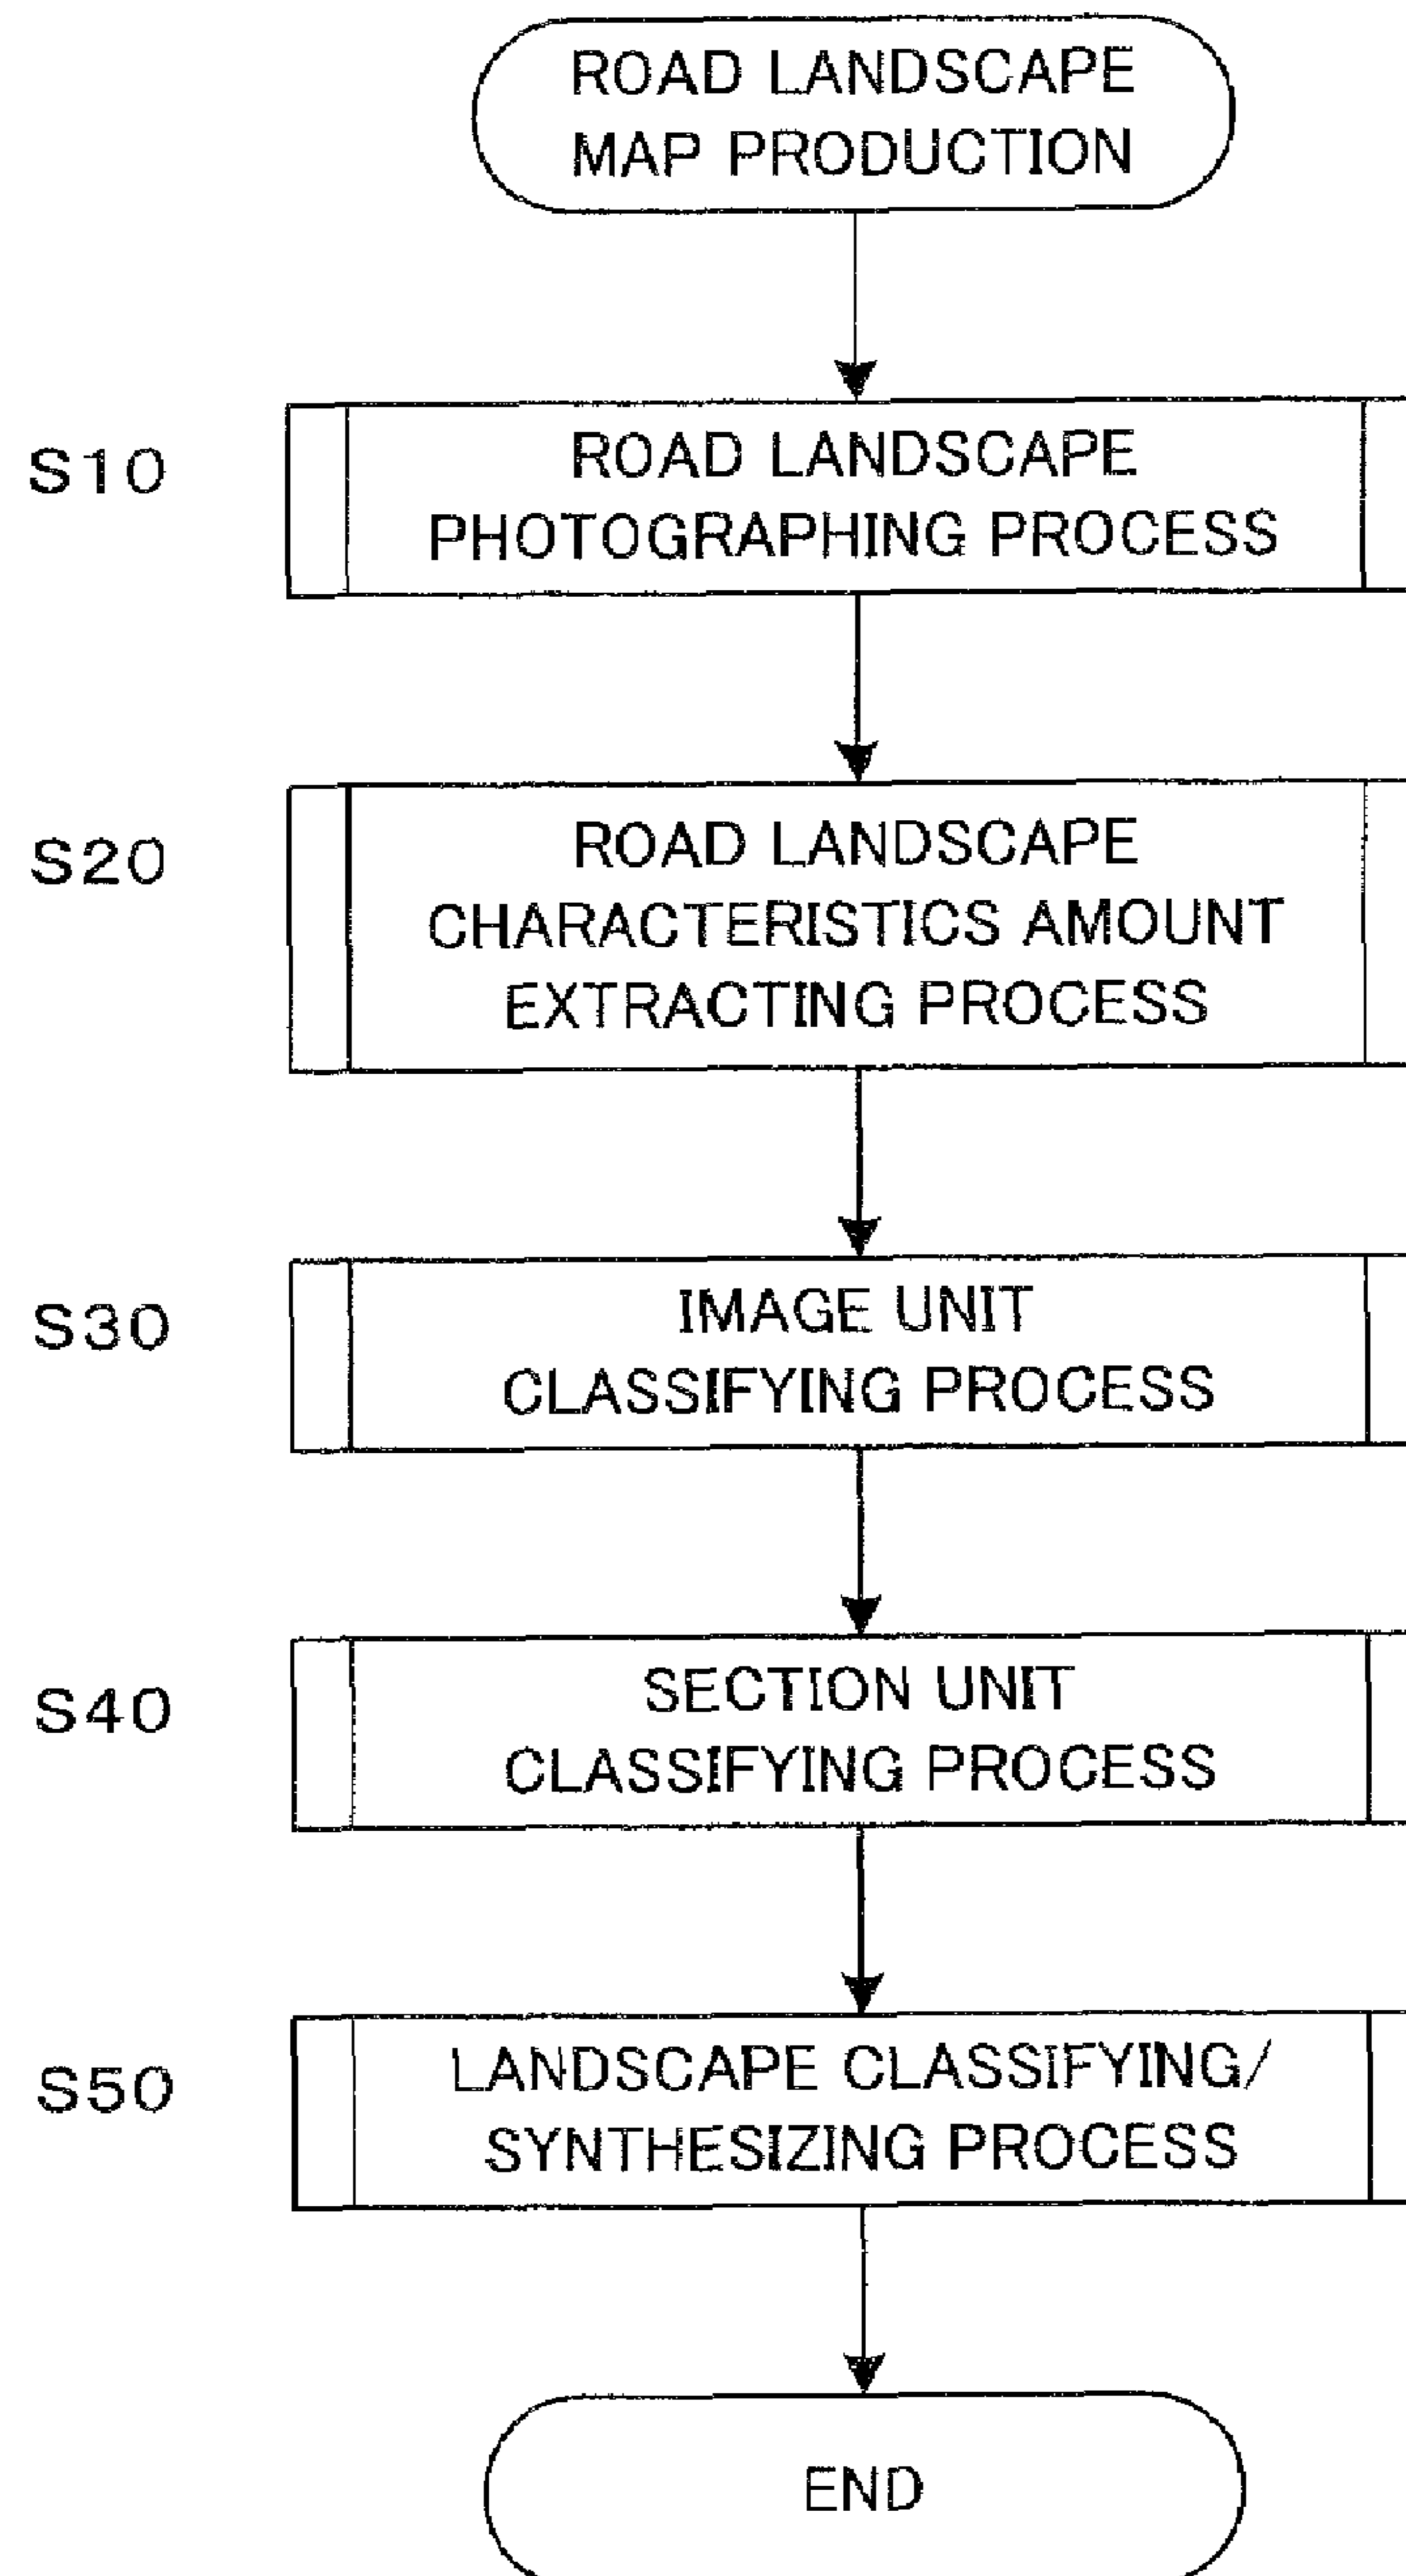 ROAD LANDSCAPE
MAP PRODUCTION
S10
ROAD LANDSCAPE
PHOTOGRAPHING PROCESS
S20
ROAD LANDSCAPE
CHARACTERISTICS AMOUNT
EXTRACTING PROCESS
S30
IMAGE UNIT
CLASSIFYING PROCESS
S40
SECTION UNIT
CLASSIFYING PROCESS
S50
LANDSCAPE CLASSIFYING/
SYNTHESIZING PROCESS
END